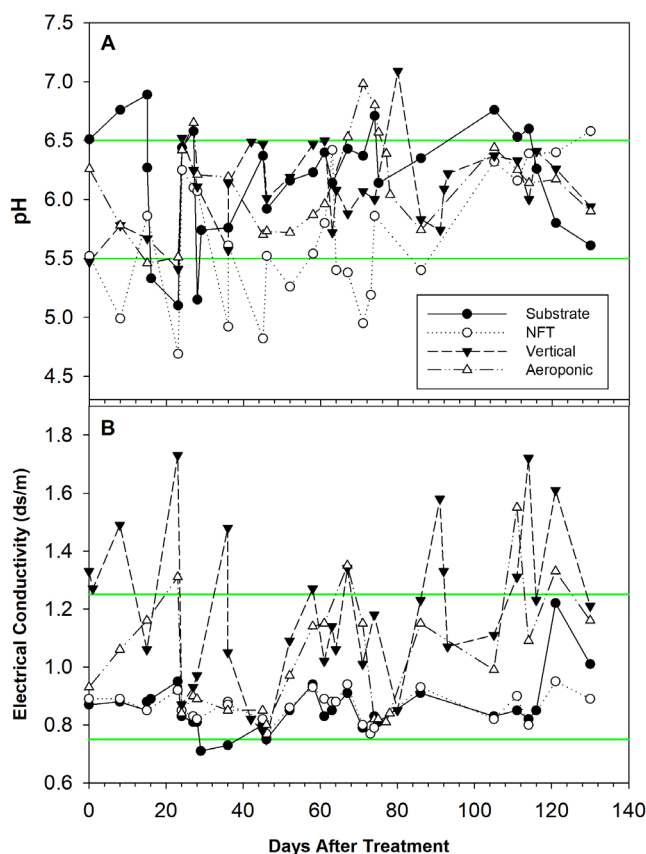 7.5
A
7.0
6.5
6.0
pH
5.5
5.0
4.5
Substrate
NFT
Vertical
Aeroponic
B
1.8
1.6
1.4
1.2
1.0
0.8
0.6
Electrical Conductivity (ds/m)
0 20 40 60 80 100 120 140
Days After Treatment